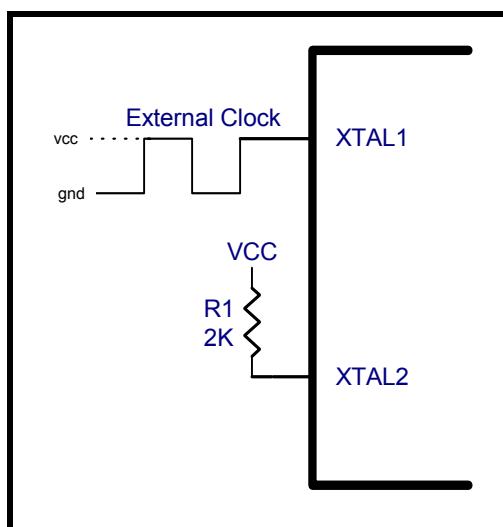 External Clock
vcc
XTAL1
gnd
VCC
R1
2K
XTAL2